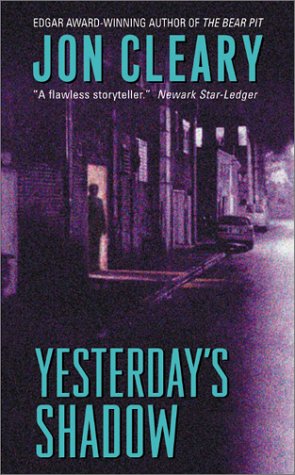 EDGAR AWARD-WINNING AUTHOR OF THE BEAR PIT
JON CLEARY
"A flawless storyteller." Newark Star-Ledger
YESTERDAY'S
SHADOW